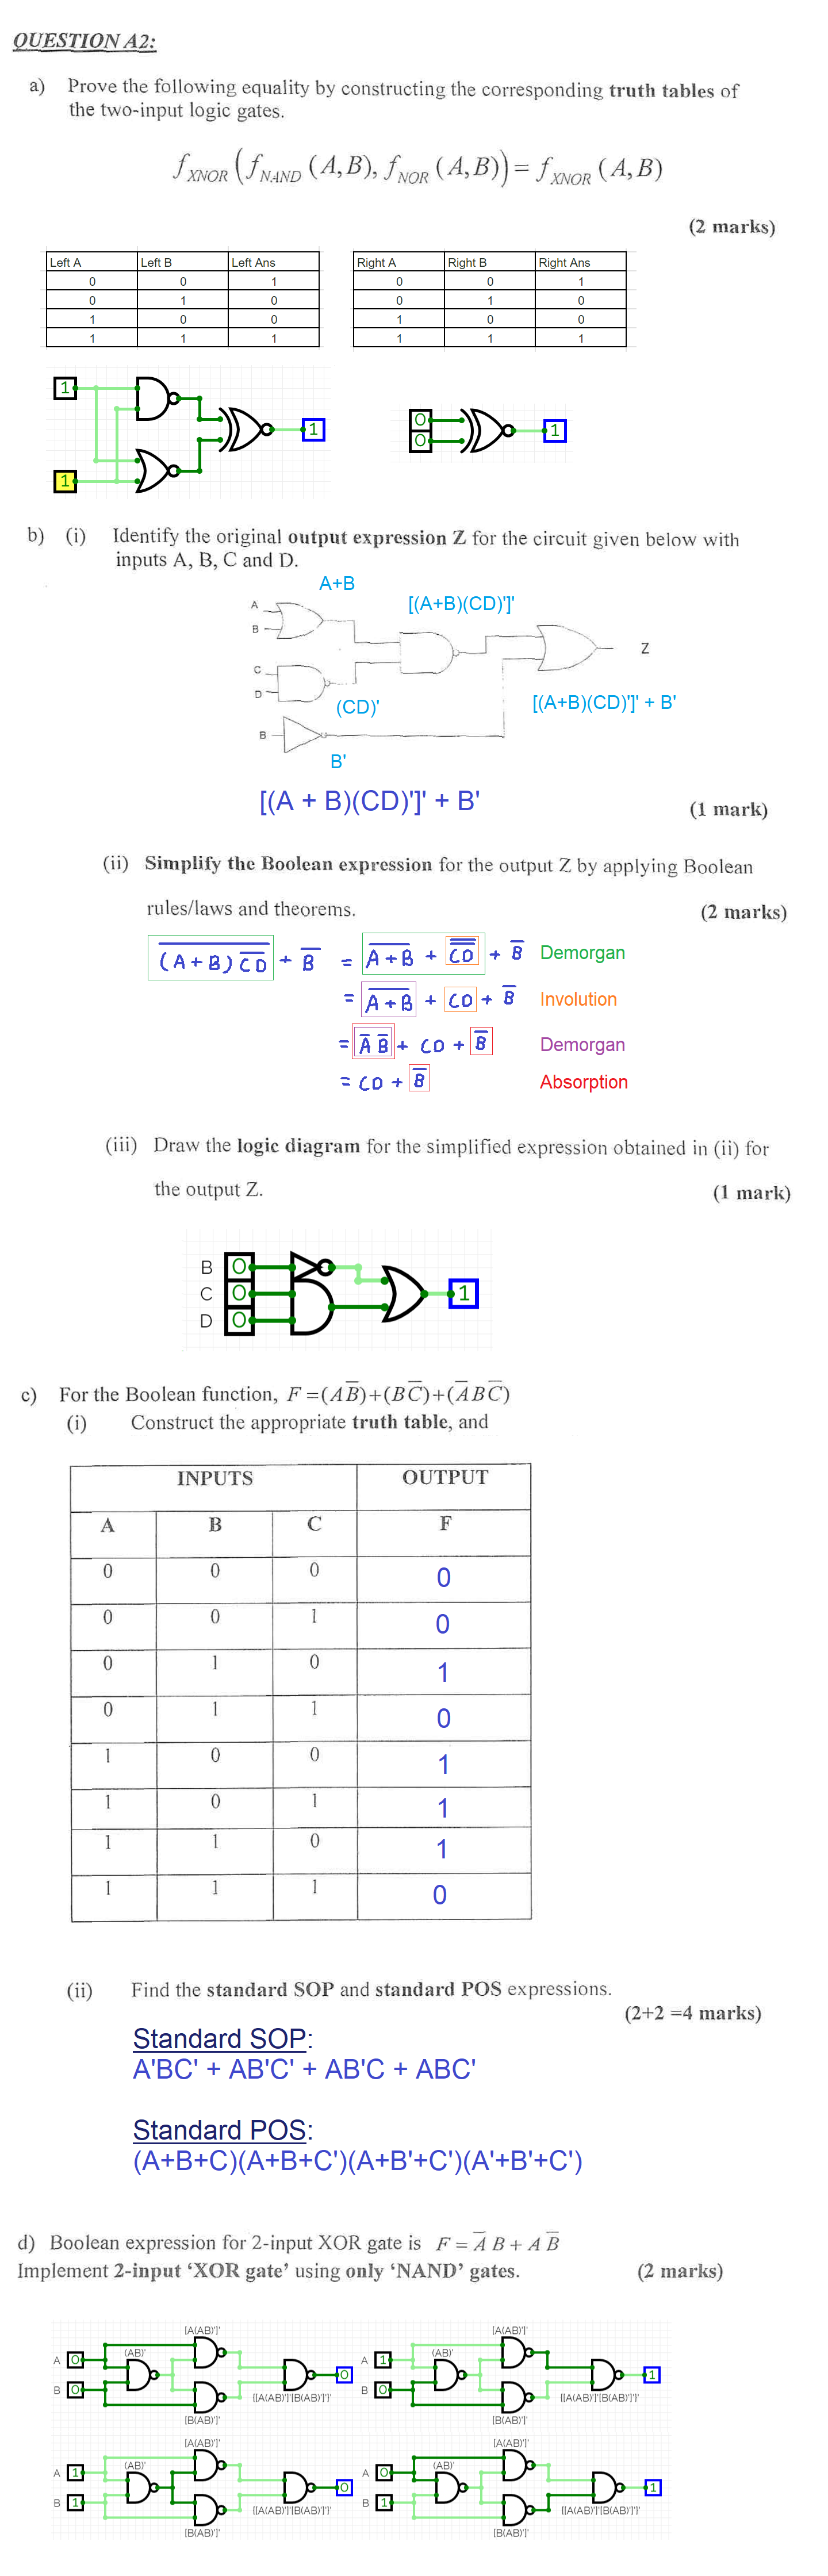 QUESTION A2:
a) Prove the following equality by constructing the corresponding truth tables of
the two-input logic gates.
f_XNOR (f_NAND (A,B), f_NOR (A,B)) = f_XNOR (A,B)
(2 marks)
Left A Left B Left Ans Right A Right B Right Ans
0 0 1 0 0 1
0 1 0 0 1 0
1 0 0 1 0 0
1 1 1 1 1 1
1
0
1 1
0
1
b) (i) Identify the original output expression Z for the circuit given below with
inputs A, B, C and D.
A+B
[(A+B)(CD)']'
A
B
Z
C
D
(CD)'
[(A+B)(CD)']' + B'
B
B'
[(A + B)(CD)']' + B'
(1 mark)
(ii) Simplify the Boolean expression for the output Z by applying Boolean
rules/laws and theorems.
(2 marks)
\overline{(A+B)\overline{CD}} + \overline{B} = \overline{A+B} + \overline{\overline{CD}} + \overline{B} Demorgan
= \overline{A+B} + CD + \overline{B} Involution
= \overline{A} \overline{B} + CD + \overline{B} Demorgan
= CD + \overline{B} Absorption
(iii) Draw the logic diagram for the simplified expression obtained in (ii) for
the output Z.
(1 mark)
B 0
C 0 1
D 0
c) For the Boolean function, F = (A\overline{B})+(B\overline{C})+(\overline{A}B\overline{C})
(i) Construct the appropriate truth table, and
INPUTS OUTPUT
A B C F
0 0 0 0
0 0 1 0
0 1 0 1
0 1 1 0
1 0 0 1
1 0 1 1
1 1 0 1
1 1 1 0
(ii) Find the standard SOP and standard POS expressions.
(2+2 =4 marks)
Standard SOP:
A'BC' + AB'C' + AB'C + ABC'
Standard POS:
(A+B+C)(A+B+C')(A+B'+C')(A'+B'+C')
d) Boolean expression for 2-input XOR gate is F = \overline{A} B + A \overline{B}
Implement 2-input ‘XOR gate’ using only ‘NAND’ gates.
(2 marks)
[A(AB)']' [A(AB)']'
A 0 (AB)' A 1 (AB)'
0 1
B 0 B 0
[[A(AB)']'[B(AB)']']' [[A(AB)']'[B(AB)']']'
[B(AB)']' [B(AB)']'
[A(AB)']' [A(AB)']'
A 1 (AB)' A 0 (AB)'
0 1
B 1 B 1
[[A(AB)']'[B(AB)']']' [[A(AB)']'[B(AB)']']'
[B(AB)']' [B(AB)']'